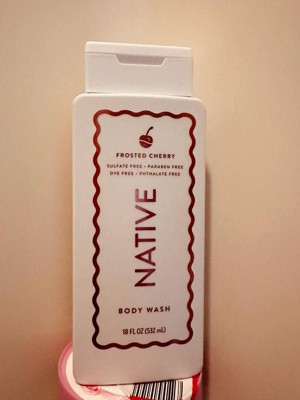 FROSTED CHERRY
SULFATE FREE • PARABEN FREE
DYE FREE • PHTHALATE FREE
NATIVE
BODY WASH
18 FL OZ (532 mL)